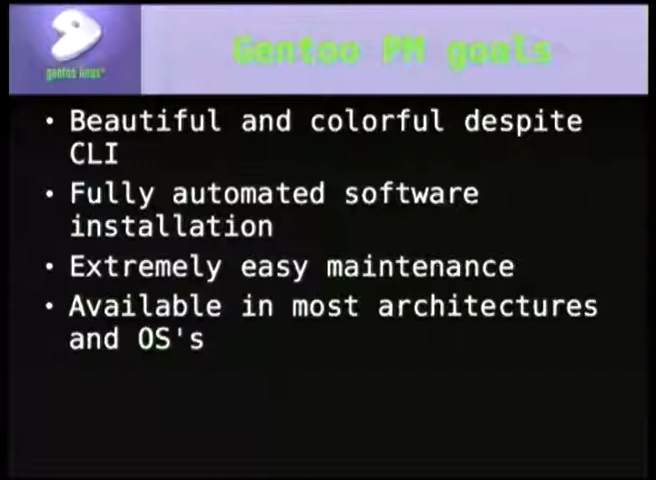 gentoo linux
Gentoo PM goals
• Beautiful and colorful despite
CLI
• Fully automated software
installation
• Extremely easy maintenance
• Available in most architectures
and OS's